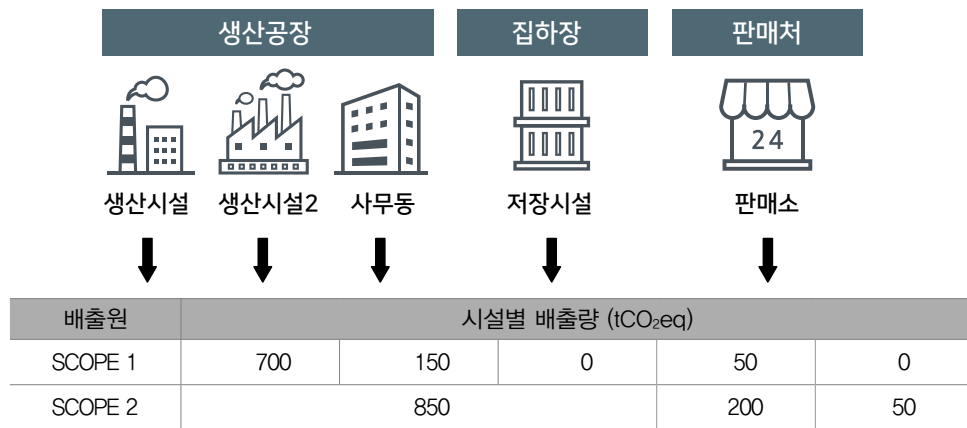 생산공장 집하장 판매처
24
생산시설 생산시설2 사무동 저장시설 판매소
배출원 시설별 배출량 (tCO₂eq)
SCOPE 1 700 150 0 50 0
SCOPE 2 850 200 50